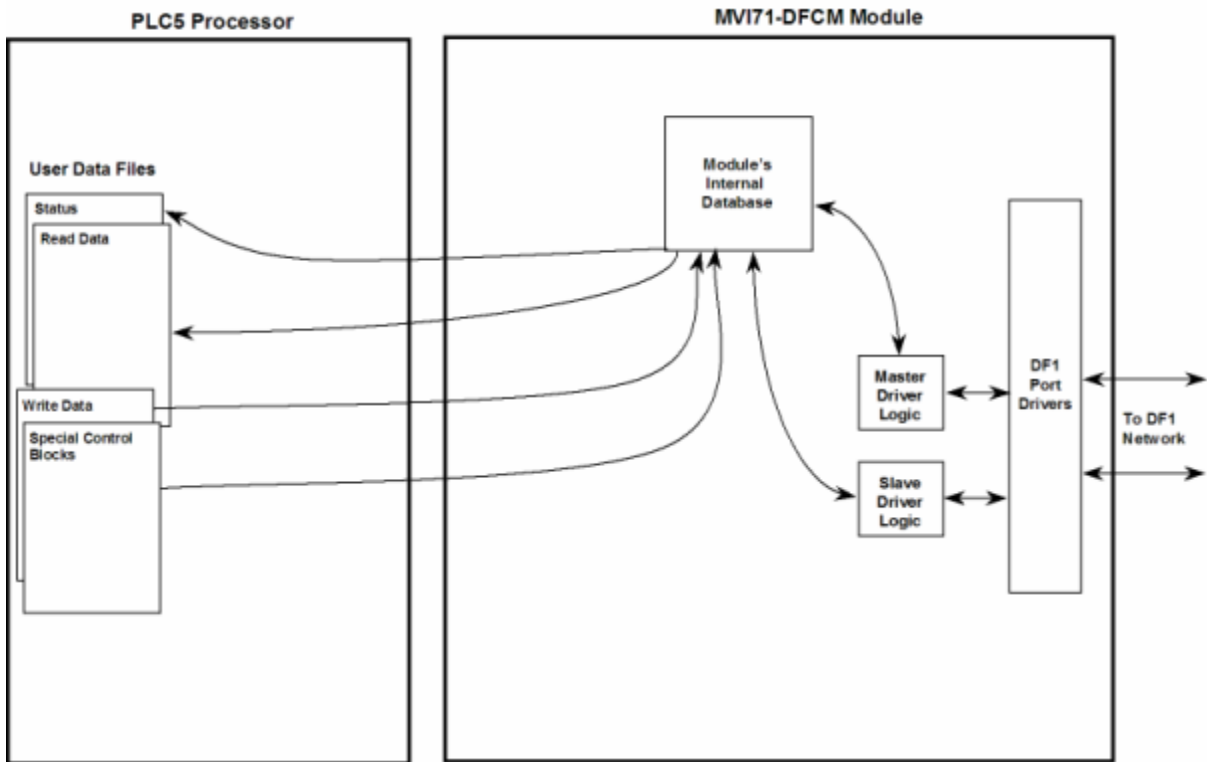 PLC5 Processor
MVI71-DFCM Module
User Data Files
Status
Read Data
Write Data
Special Control
Blocks
Module's
Internal
Database
Master
Driver
Logic
Slave
Driver
Logic
DF1
Port
Drivers
To DF1
Network